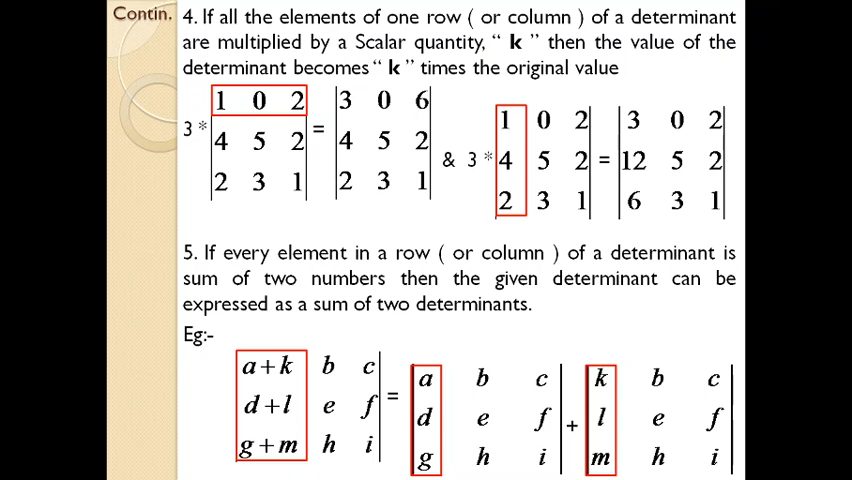 Contin.
4. If all the elements of one row ( or column ) of a determinant
are multiplied by a Scalar quantity, “ k ” then the value of the
determinant becomes “ k ” times the original value
3 * | 1 0 2 | = | 3 0 6 |
| 4 5 2 | | 4 5 2 |
| 2 3 1 | | 2 3 1 |
& 3 * | 1 0 2 | = | 3 0 2 |
| 4 5 2 | | 12 5 2 |
| 2 3 1 | | 6 3 1 |
5. If every element in a row ( or column ) of a determinant is
sum of two numbers then the given determinant can be
expressed as a sum of two determinants.
Eg:-
| a+k b c | = | a b c | + | k b c |
| d+l e f | | d e f | | l e f |
| g+m h i | | g h i | | m h i |